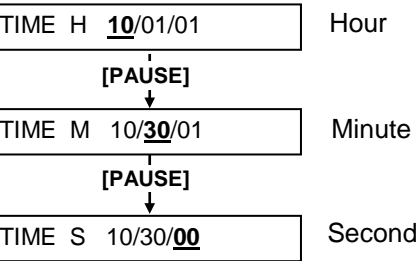 TIME H 10/01/01 Hour
[PAUSE]
TIME M 10/30/01 Minute
[PAUSE]
TIME S 10/30/00 Second